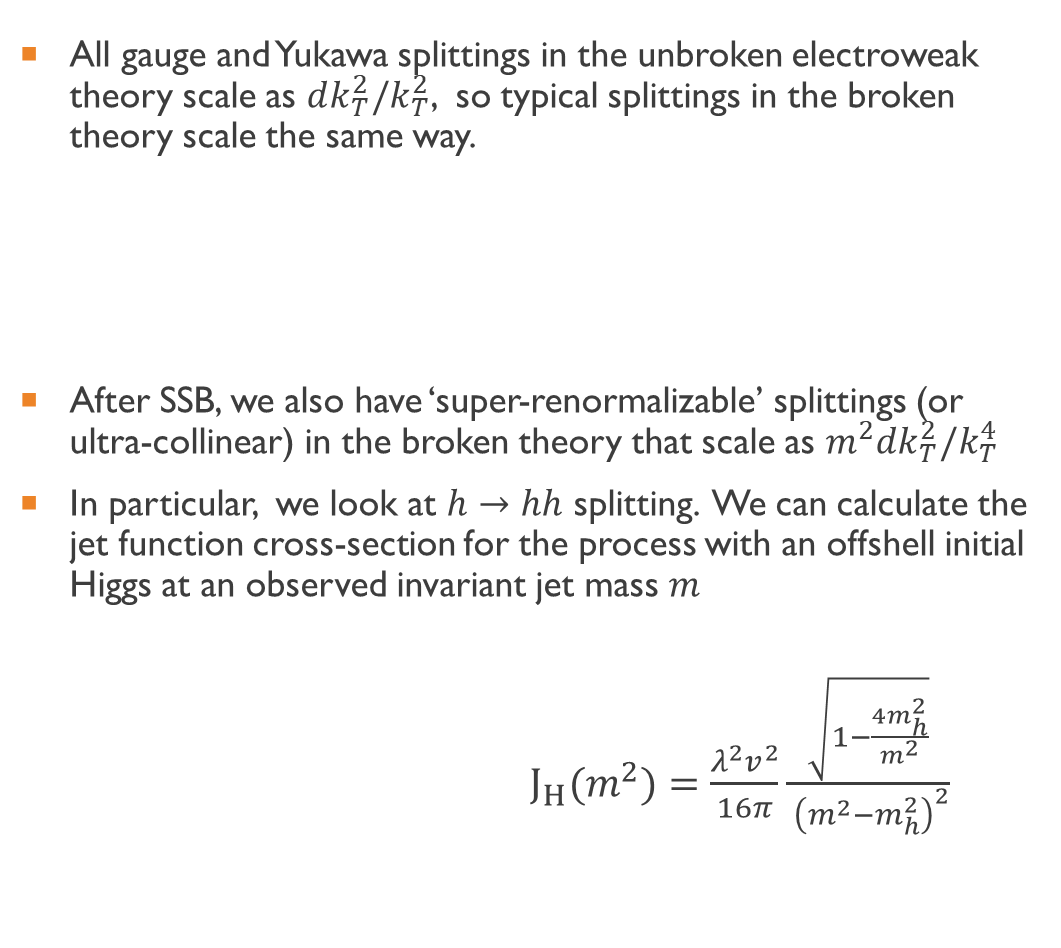 ▪ All gauge and Yukawa splittings in the unbroken electroweak
theory scale as $dk_T^2/k_T^2$, so typical splittings in the broken
theory scale the same way.
▪ After SSB, we also have ‘super-renormalizable’ splittings (or
ultra-collinear) in the broken theory that scale as $m^2dk_T^2/k_T^4$
▪ In particular, we look at $h \to hh$ splitting. We can calculate the
jet function cross-section for the process with an offshell initial
Higgs at an observed invariant jet mass $m$
$J_H(m^2) = \frac{\lambda^2 v^2}{16\pi} \frac{\sqrt{1-\frac{4m_h^2}{m^2}}}{(m^2-m_h^2)^2}$